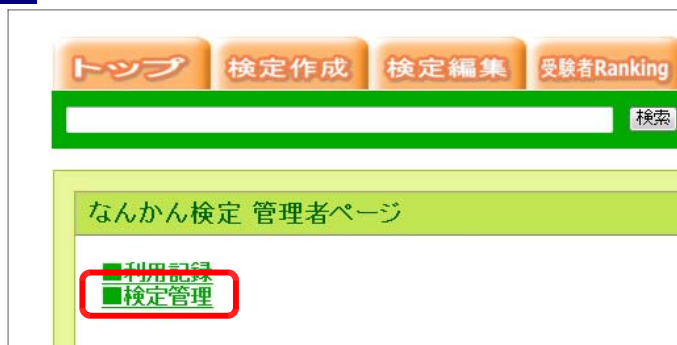 トップ 検定作成 検定編集 受験者Ranking
検索
なんかん検定 管理者ページ
■利用記録
■検定管理